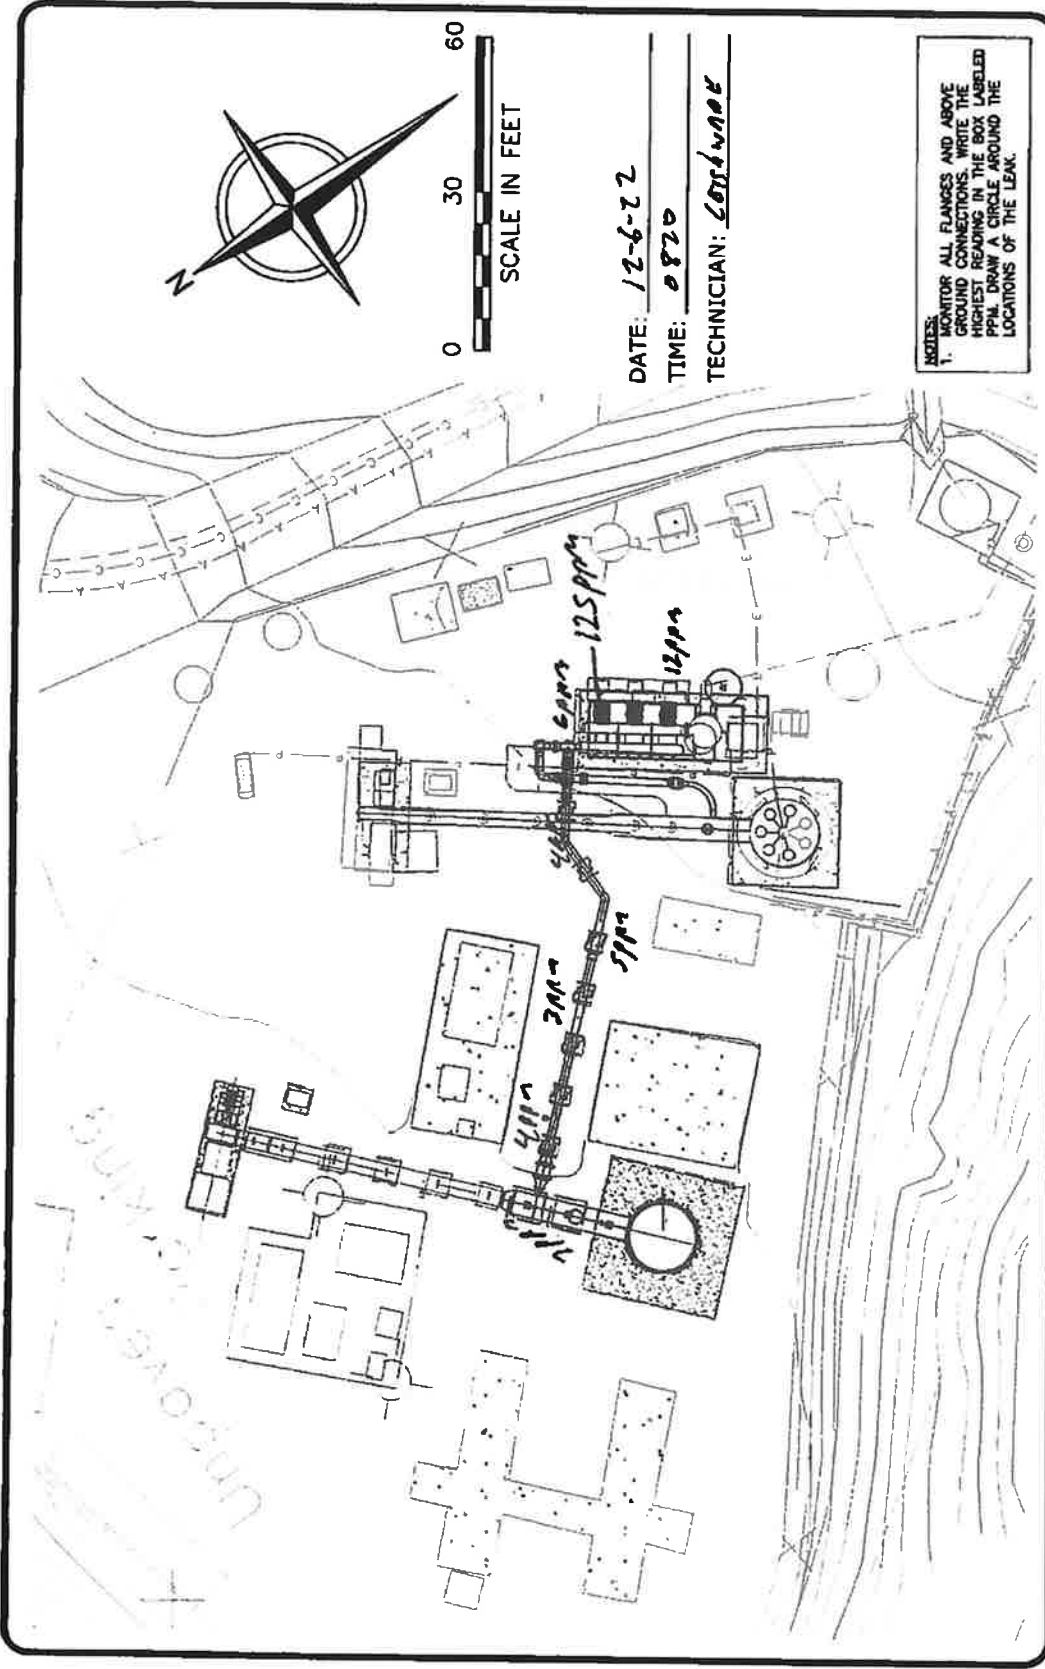 N
0 30 60
SCALE IN FEET
DATE: 12-6-22
TIME: 0820
TECHNICIAN:
NOTES:
1. MONITOR ALL FLANGES AND ABOVE
GROUND CONNECTIONS. WRITE THE
HIGHEST READING IN THE BOX LABELED
PPM. DRAW A CIRCLE AROUND THE
LOCATIONS OF THE LEAK.
125ppm
12ppm
6ppm
5ppm
3ppm
4ppm
7ppm